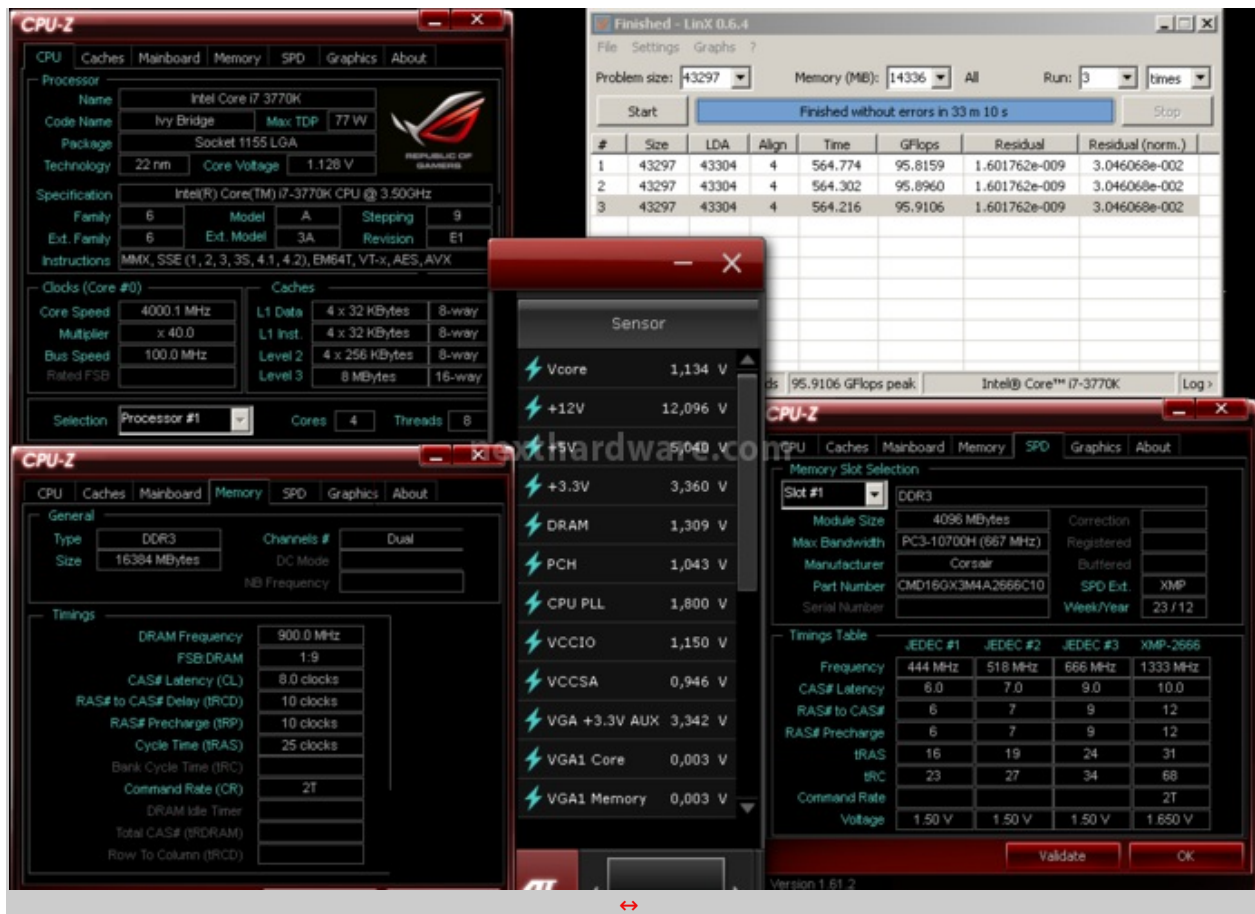 CPU-Z
CPU Caches Mainboard Memory SPD Graphics About
Processor
Name Intel Core i7 3770K
Code Name Ivy Bridge Max TDP 77 W
Package Socket 1155 LGA
Technology 22 nm Core Voltage 1.128 V
REPUBLIC OF
GAMERS
Specification Intel(R) Core(TM) i7-3770K CPU @ 3.50GHz
Family 6 Model A Stepping 9
Ext. Family 6 Ext. Model 3A Revision E1
Instructions MMX, SSE (1, 2, 3, 3S, 4.1, 4.2), EM64T, VT-x, AES, AVX
Clocks (Core #0) Caches
Core Speed 4000.1 MHz L1 Data 4 x 32 KBytes 8-way
Multiplier x 40.0 L1 Inst. 4 x 32 KBytes 8-way
Bus Speed 100.0 MHz Level 2 4 x 256 KBytes 8-way
Rated FSB Level 3 8 MBytes 16-way
Selection Processor #1 Cores 4 Threads 8
Finished - LinX 0.6.4
File Settings Graphs ?
Problem size: 43297 Memory (MiB): 14336 All Run: 3 times
Start Finished without errors in 33 m 10 s Stop
# Size LDA Align Time GFlops Residual Residual (norm.)
1 43297 43304 4 564.774 95.8159 1.601762e-009 3.046068e-002
2 43297 43304 4 564.302 95.8960 1.601762e-009 3.046068e-002
3 43297 43304 4 564.216 95.9106 1.601762e-009 3.046068e-002
ds 95.9106 GFlops peak Intel® Core™ i7-3770K Log ›
Sensor
Vcore 1,134 V
+12V 12,096 V
+5V 5,040 V
+3.3V 3,360 V
DRAM 1,309 V
PCH 1,043 V
CPU PLL 1,800 V
VCCIO 1,150 V
VCCSA 0,946 V
VGA +3.3V AUX 3,342 V
VGA1 Core 0,003 V
VGA1 Memory 0,003 V
nexthardware.com
CPU-Z
CPU Caches Mainboard Memory SPD Graphics About
General
Type DDR3 Channels # Dual
Size 16384 MBytes DC Mode
NB Frequency
Timings
DRAM Frequency 900.0 MHz
FSB:DRAM 1:9
CAS# Latency (CL) 8.0 clocks
RAS# to CAS# Delay (tRCD) 10 clocks
RAS# Precharge (tRP) 10 clocks
Cycle Time (tRAS) 25 clocks
Bank Cycle Time (tRC)
Command Rate (CR) 2T
DRAM Idle Timer
Total CAS# (tRDRAM)
Row To Column (tRCD)
CPU-Z
CPU Caches Mainboard Memory SPD Graphics About
Memory Slot Selection
Slot #1 DDR3
Module Size 4096 MBytes Correction
Max Bandwidth PC3-10700H (667 MHz) Registered
Manufacturer Corsair Buffered
Part Number CMD16GX3M4A2666C10 SPD Ext. XMP
Serial Number Week/Year 23 / 12
Timings Table
JEDEC #1 JEDEC #2 JEDEC #3 XMP-2666
Frequency 444 MHz 518 MHz 666 MHz 1333 MHz
CAS# Latency 6.0 7.0 9.0 10.0
RAS# to CAS# 6 7 9 12
RAS# Precharge 6 7 9 12
tRAS 16 19 24 31
tRC 23 27 34 68
Command Rate 2T
Voltage 1.50 V 1.50 V 1.50 V 1.650 V
Validate OK
Version 1.61.2